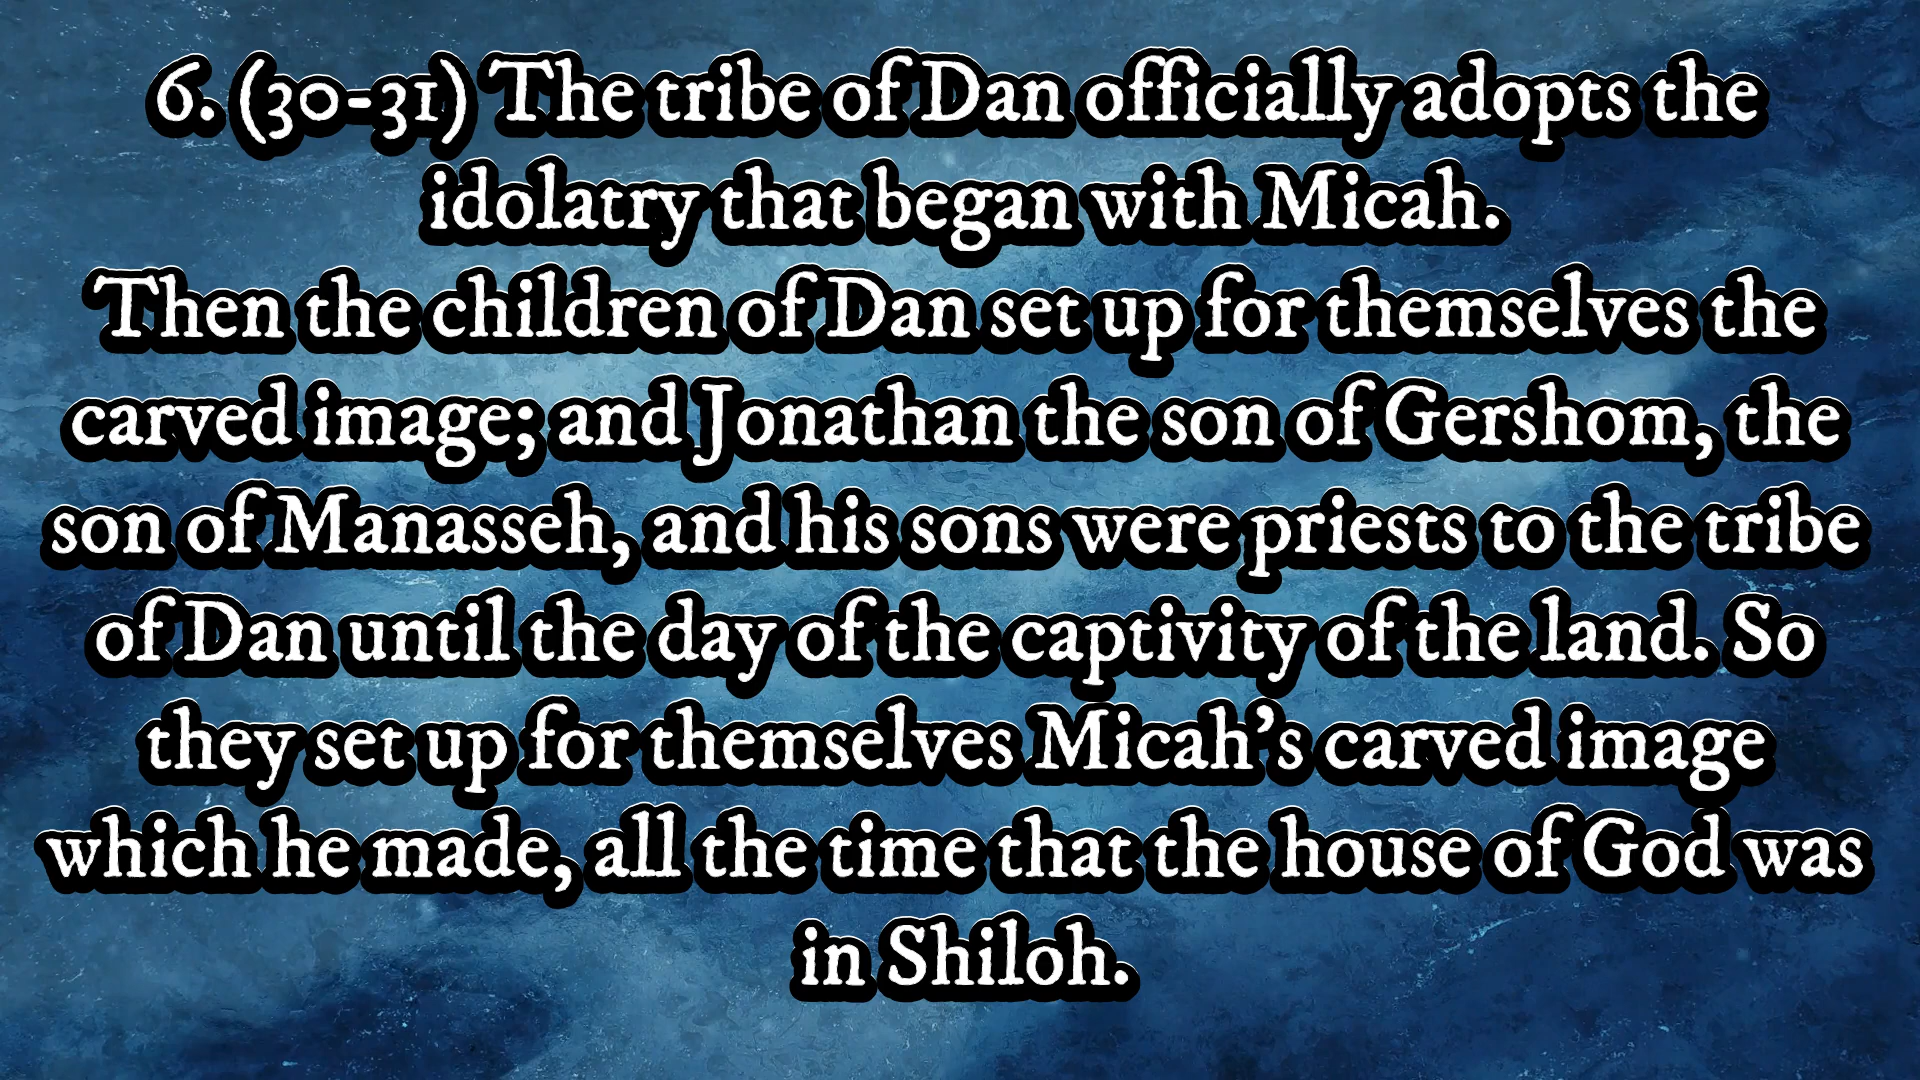 6. (30-31) The tribe of Dan officially adopts the
idolatry that began with Micah.
Then the children of Dan set up for themselves the
carved image; and Jonathan the son of Gershom, the
son of Manasseh, and his sons were priests to the tribe
of Dan until the day of the captivity of the land. So
they set up for themselves Micah’s carved image
which he made, all the time that the house of God was
in Shiloh.